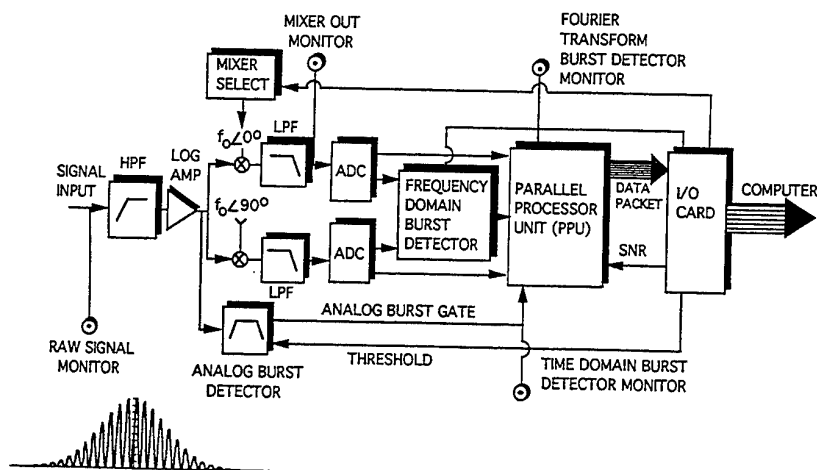 MIXER OUT
MONITOR
FOURIER
TRANSFORM
BURST DETECTOR
MONITOR
MIXER
SELECT
f₀∠0°
LPF
HPF
LOG
AMP
SIGNAL
INPUT
ADC
f₀∠90°
FREQUENCY
DOMAIN
BURST
DETECTOR
PARALLEL
PROCESSOR
UNIT (PPU)
DATA
PACKET
I/O
CARD
COMPUTER
ADC
LPF
SNR
ANALOG BURST GATE
RAW SIGNAL
MONITOR
THRESHOLD
ANALOG BURST
DETECTOR
TIME DOMAIN BURST
DETECTOR MONITOR